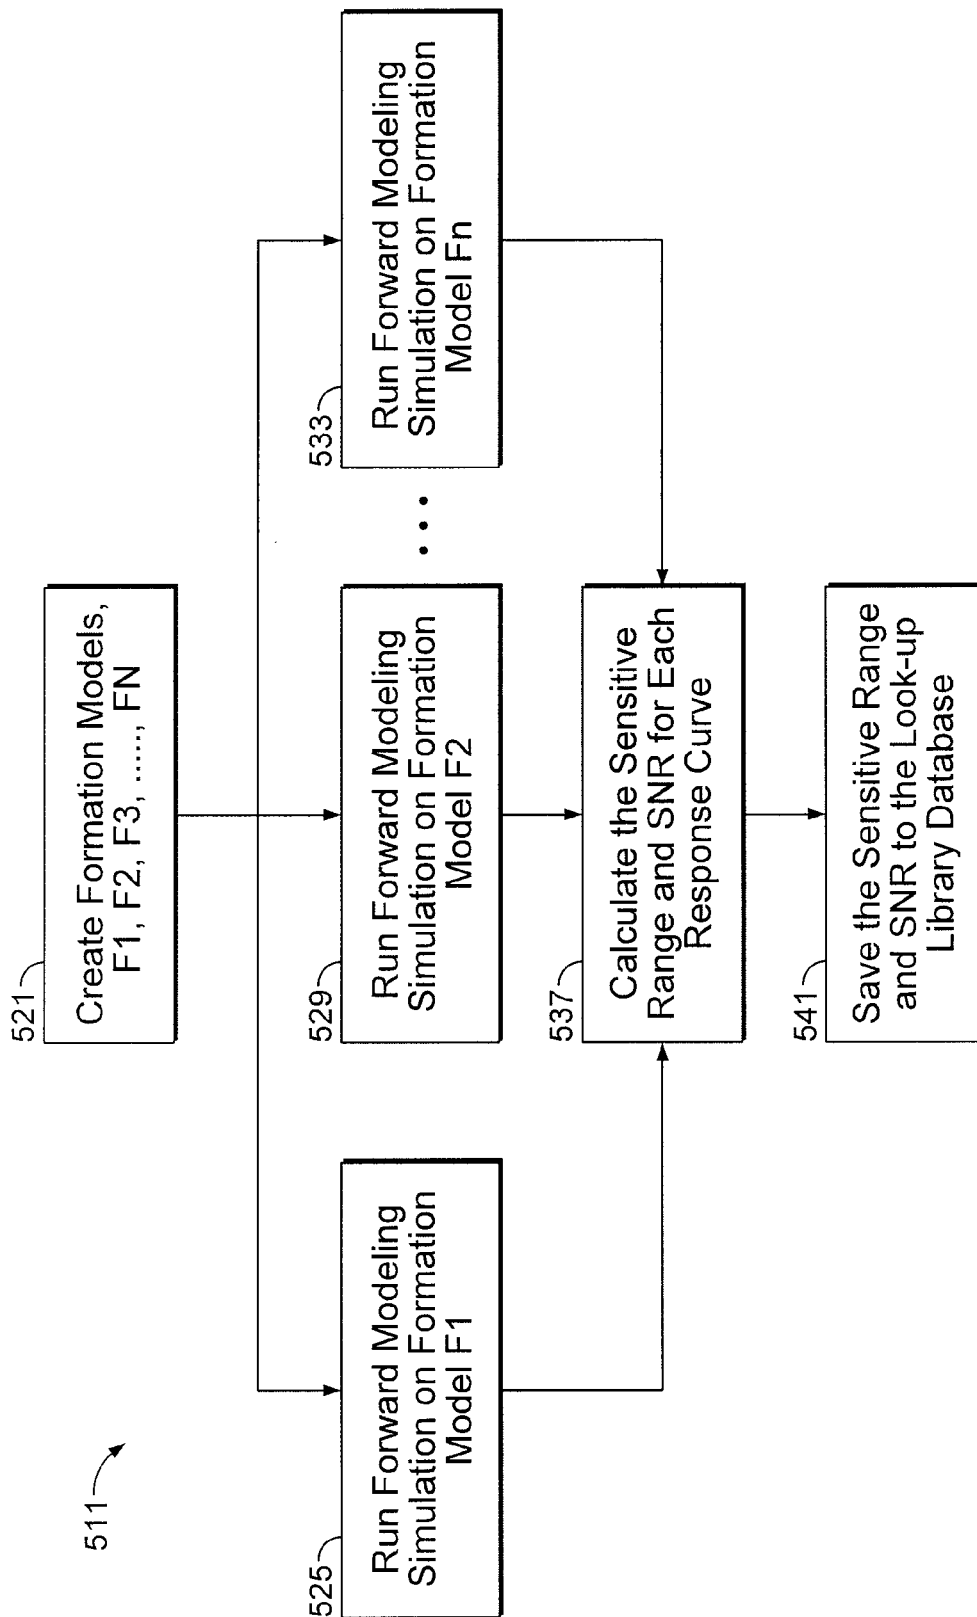 511
521
Create Formation Models,
F1, F2, F3, ....., FN
525
Run Forward Modeling
Simulation on Formation
Model F1
529
Run Forward Modeling
Simulation on Formation
Model F2
• • •
533
Run Forward Modeling
Simulation on Formation
Model Fn
537
Calculate the Sensitive
Range and SNR for Each
Response Curve
541
Save the Sensitive Range
and SNR to the Look-up
Library Database